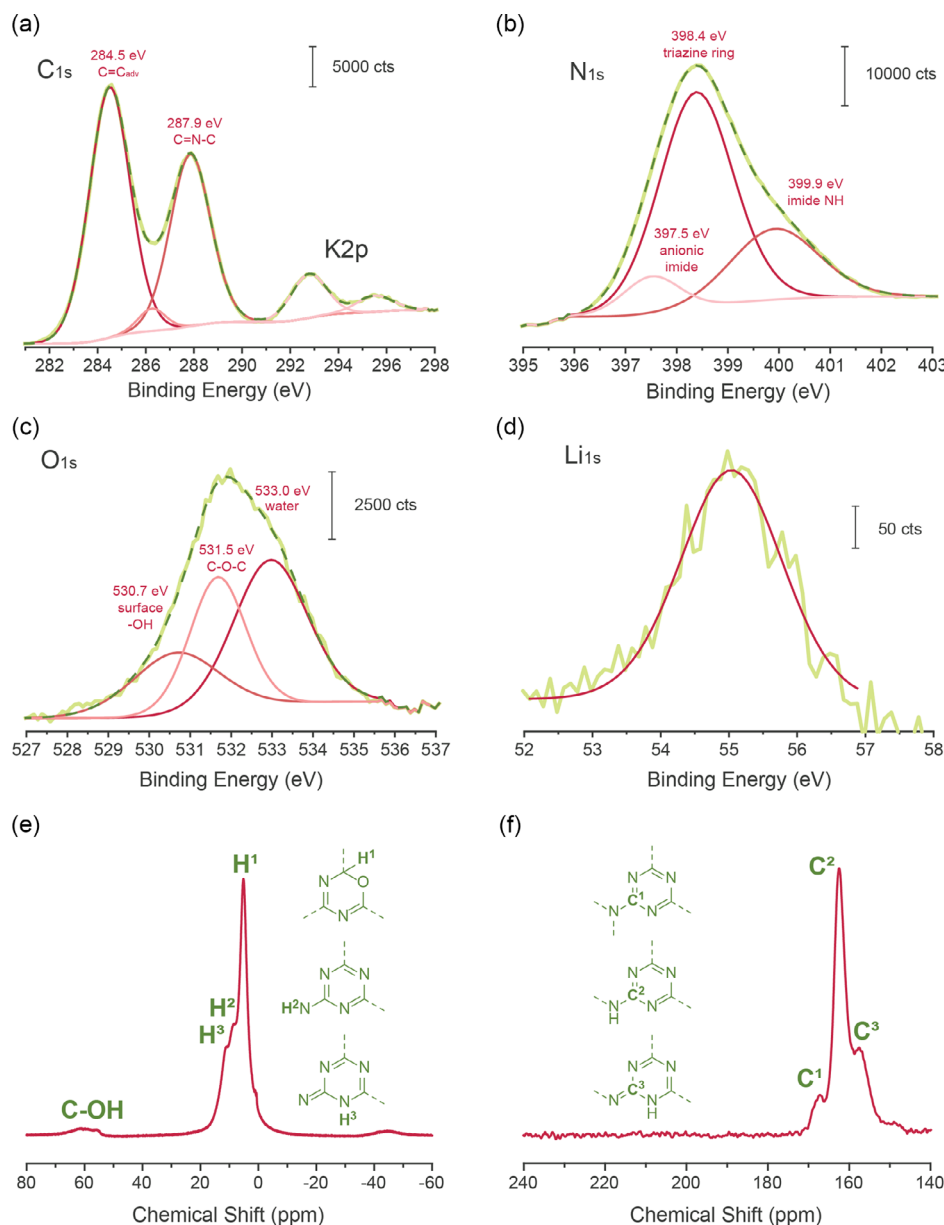 (a)
C1s
284.5 eV
C=Cadv
287.9 eV
C=N-C
5000 cts
K2p
282 284 286 288 290 292 294 296 298
Binding Energy (eV)
(b)
N1s
398.4 eV
triazine ring
10000 cts
399.9 eV
imide NH
397.5 eV
anionic
imide
395 396 397 398 399 400 401 402 403
Binding Energy (eV)
(c)
O1s
533.0 eV
water
2500 cts
531.5 eV
C-O-C
530.7 eV
surface
-OH
527 528 529 530 531 532 533 534 535 536 537
Binding Energy (eV)
(d)
Li1s
50 cts
52 53 54 55 56 57 58
Binding Energy (eV)
(e)
H¹
H¹
N O
N
H²
H³
N N
H²N N
N N
N N
H³
C-OH
80 60 40 20 0 -20 -40 -60
Chemical Shift (ppm)
(f)
C²
N N
C¹
N N
N N
C²
N N
H
C³
C¹
N N
C³
N N
H
240 220 200 180 160 140
Chemical Shift (ppm)